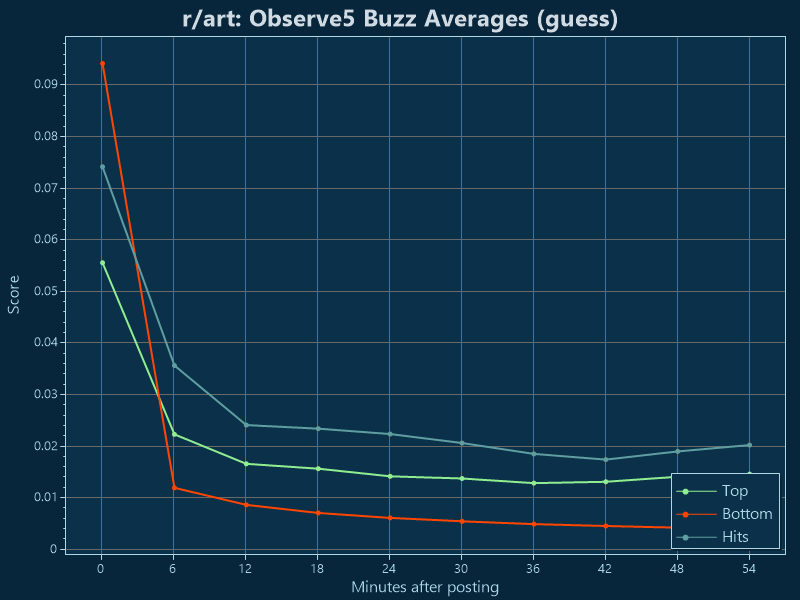 r/art: Observe5 Buzz Averages (guess)
Score
0.09
0.08
0.07
0.06
0.05
0.04
0.03
0.02
0.01
0
Top
Bottom
Hits
0 6 12 18 24 30 36 42 48 54
Minutes after posting